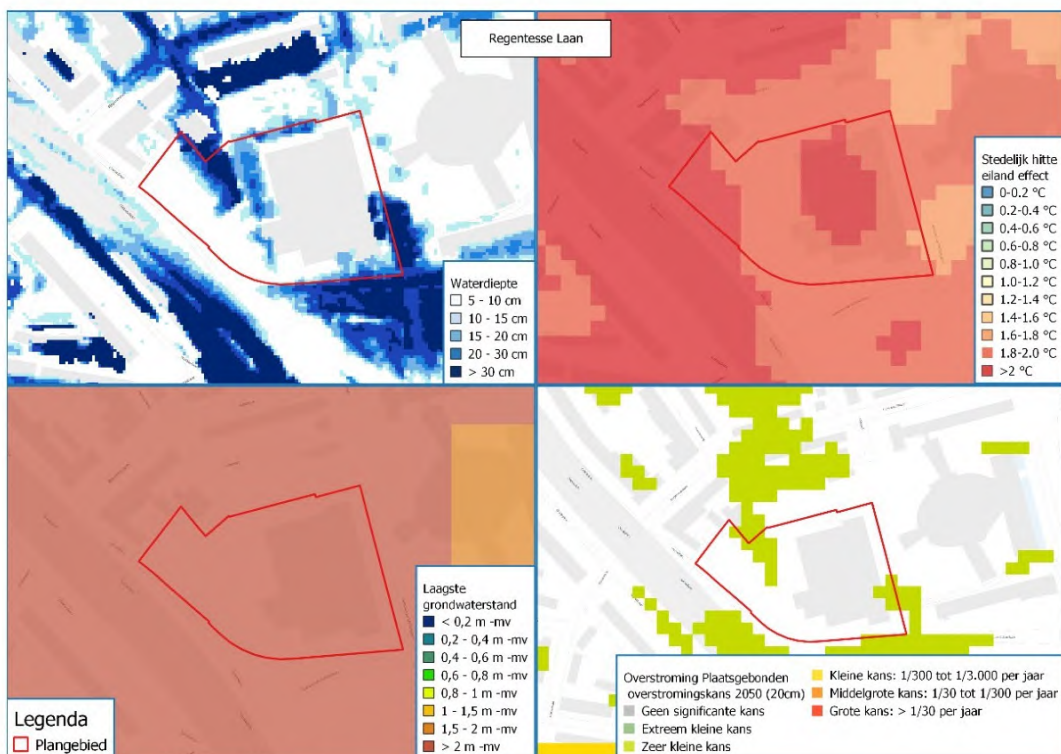 Regentesse Laan
Waterdiepte
5 - 10 cm
10 - 15 cm
15 - 20 cm
20 - 30 cm
> 30 cm
Stedelijk hitte
eiland effect
0-0.2 °C
0.2-0.4 °C
0.4-0.6 °C
0.6-0.8 °C
0.8-1.0 °C
1.0-1.2 °C
1.2-1.4 °C
1.4-1.6 °C
1.6-1.8 °C
1.8-2.0 °C
>2 °C
Legenda
Plangebied
Laagste
grondwaterstand
< 0,2 m -mv
0,2 - 0,4 m -mv
0,4 - 0,6 m -mv
0,6 - 0,8 m -mv
0,8 - 1 m -mv
1 - 1,5 m -mv
1,5 - 2 m -mv
> 2 m -mv
Overstroming Plaatsgebonden
overstromingskans 2050 (20cm)
Geen significante kans
Extreem kleine kans
Zeer kleine kans
Kleine kans: 1/300 tot 1/3.000 per jaar
Middelgrote kans: 1/30 tot 1/300 per jaar
Grote kans: > 1/30 per jaar